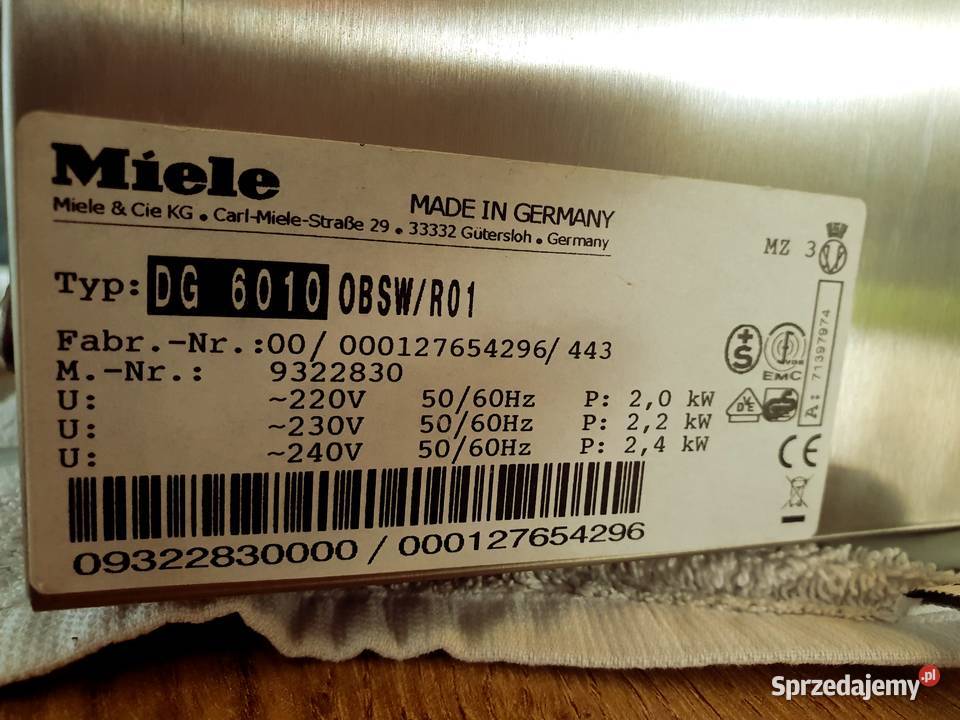 Miele
Miele & Cie KG • Carl-Miele-Straße 29 • 33332 Gütersloh • Germany
MADE IN GERMANY
MZ 3
Typ: DG 6010 OBSW/R01
Fabr.-Nr.:00/ 000127654296/ 443
M.-Nr.: 9322830
U: ~220V 50/60Hz P: 2,0 kW
U: ~230V 50/60Hz P: 2,2 kW
U: ~240V 50/60Hz P: 2,4 kW
+S
EMC
A: 71397974
CE
09322830000 / 000127654296
Sprzedajemy.pl